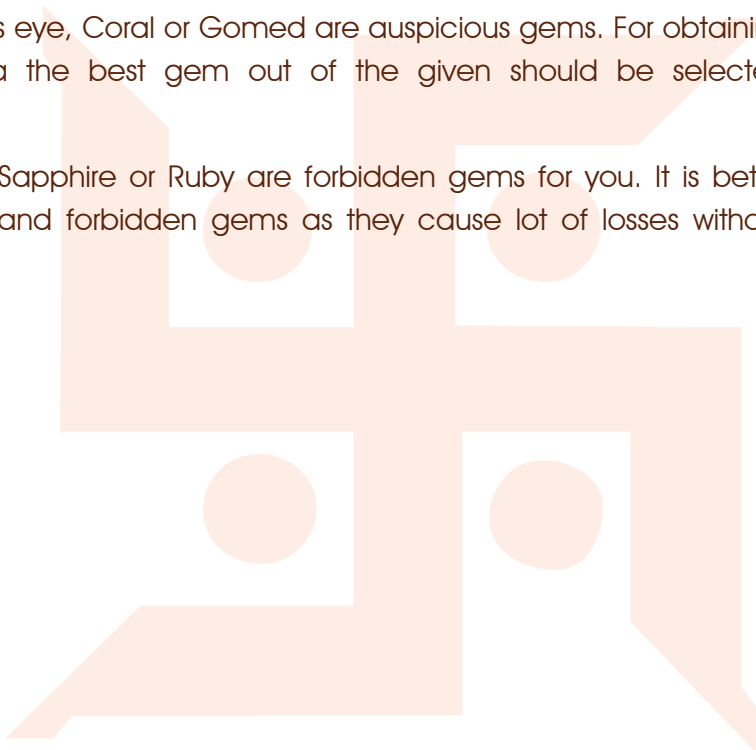 s eye, Coral or Gomed are auspicious gems. For obtaini
a the best gem out of the given should be select
Sapphire or Ruby are forbidden gems for you. It is bet
and forbidden gems as they cause lot of losses witho